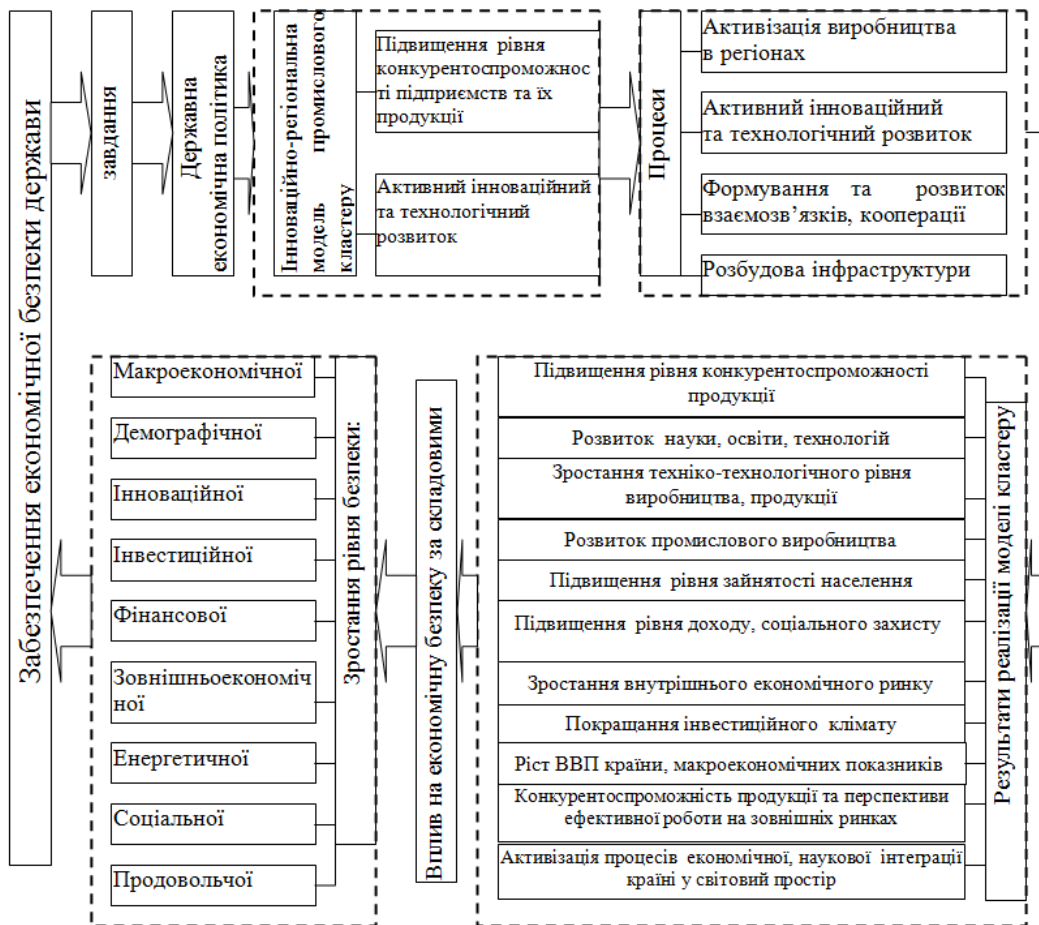 Забезпечення економічної безпеки держави
завдання
Державна
економічна політика
Інноваційно-регіональна
модель промислового
кластеру
Підвищення рівня
конкурентоспроможнос
ті підприємств та їх
продукції
Активний інноваційний
та технологічний
розвиток
Процеси
Активізація виробництва
в регіонах
Активний інноваційний
та технологічний розвиток
Формування та розвиток
взаємозв’язків, кооперації
Розбудова інфраструктури
Макроекономічної
Демографічної
Інноваційної
Інвестиційної
Фінансової
Зовнішньоекономіч
ної
Енергетичної
Соціальної
Продовольчої
Зростання рівня безпеки:
Вплив на економічну безпеку за складовими
Підвищення рівня конкурентоспроможності
продукції
Розвиток науки, освіти, технологій
Зростання техніко-технологічного рівня
виробництва, продукції
Розвиток промислового виробництва
Підвищення рівня зайнятості населення
Підвищення рівня доходу, соціального захисту
Зростання внутрішнього економічного ринку
Покращання інвестиційного клімату
Ріст ВВП країни, макроекономічних показників
Конкурентоспроможність продукції та перспективи
ефективної роботи на зовнішніх ринках
Активізація процесів економічної, наукової інтеграції
країні у світовий простір
Результати реалізації моделі кластеру